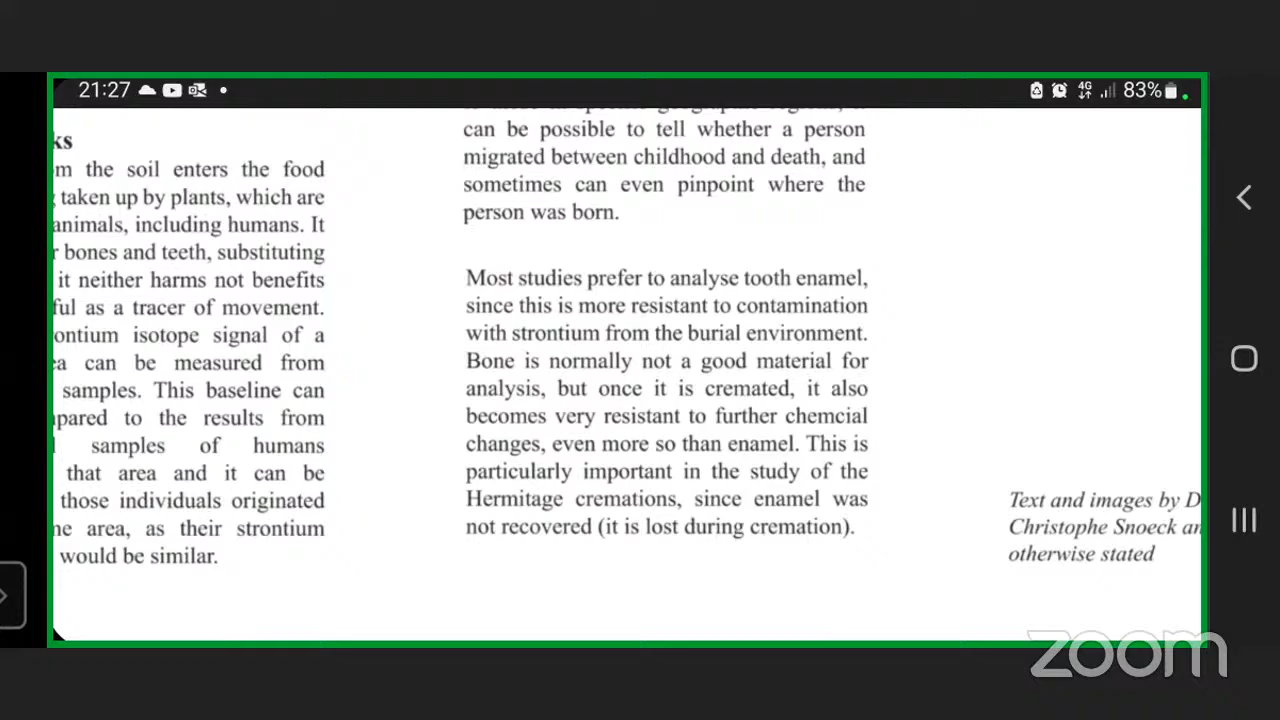 21:27
4G
83%
ks
m the soil enters the food
taken up by plants, which are
animals, including humans. It
r bones and teeth, substituting
it neither harms not benefits
ful as a tracer of movement.
ontium isotope signal of a
ea can be measured from
samples. This baseline can
pared to the results from
samples of humans
that area and it can be
those individuals originated
ne area, as their strontium
would be similar.
can be possible to tell whether a person
migrated between childhood and death, and
sometimes can even pinpoint where the
person was born.
Most studies prefer to analyse tooth enamel,
since this is more resistant to contamination
with strontium from the burial environment.
Bone is normally not a good material for
analysis, but once it is cremated, it also
becomes very resistant to further chemcial
changes, even more so than enamel. This is
particularly important in the study of the
Hermitage cremations, since enamel was
not recovered (it is lost during cremation).
Text and images by D
Christophe Snoeck an
otherwise stated
zoom